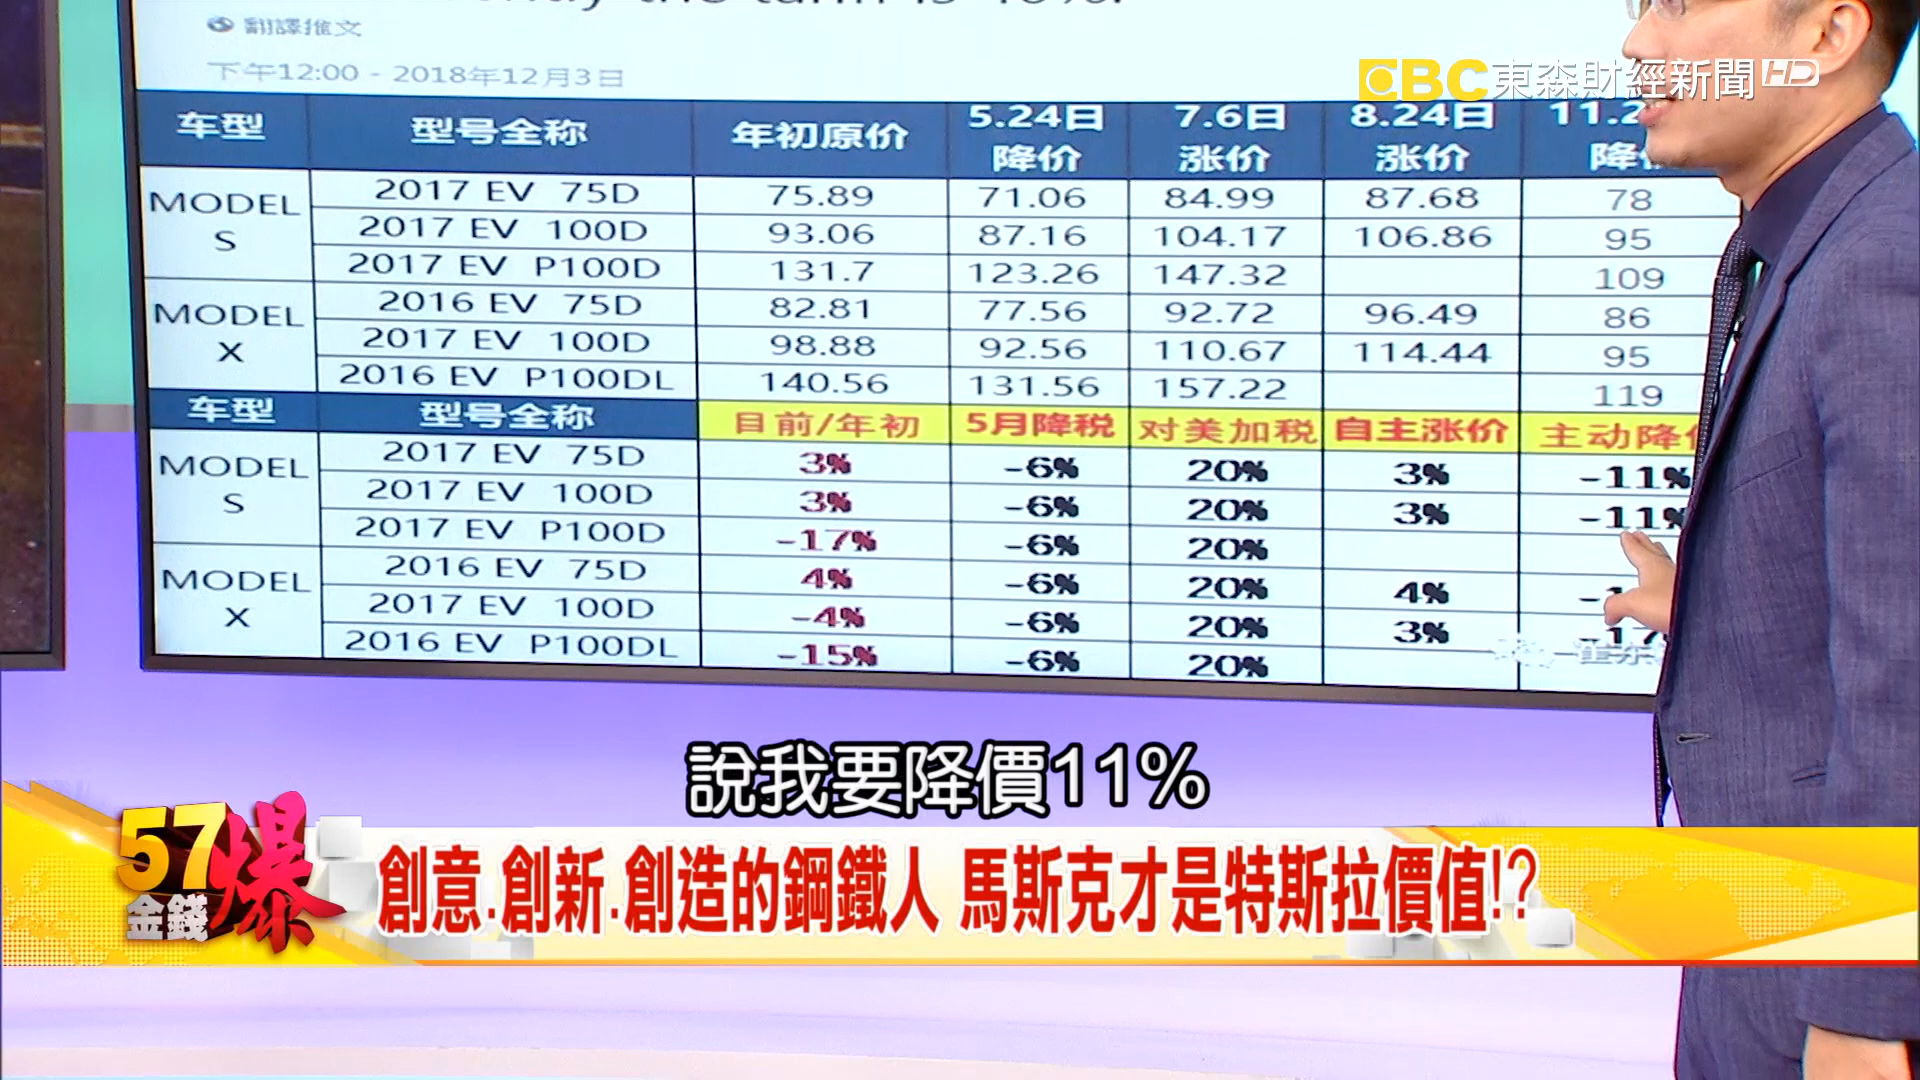 翻譯推文
下午12:00 - 2018年12月3日
EBC 東森財經新聞 HD
车型 型号全称 年初原价 5.24日降价 7.6日涨价 8.24日涨价
MODEL S 2017 EV 75D 75.89 71.06 84.99 87.68 78
2017 EV 100D 93.06 87.16 104.17 106.86 95
2017 EV P100D 131.7 123.26 147.32 109
MODEL X 2016 EV 75D 82.81 77.56 92.72 96.49 86
2017 EV 100D 98.88 92.56 110.67 114.44 95
2016 EV P100DL 140.56 131.56 157.22 119
车型 型号全称 目前/年初 5月降税 对美加税 自主涨价 主动降
MODEL S 2017 EV 75D 3% -6% 20% 3% -11%
2017 EV 100D 3% -6% 20% 3% -11%
2017 EV P100D -17% -6% 20%
MODEL X 2016 EV 75D 4% -6% 20% 4%
2017 EV 100D -4% -6% 20% 3% -17
2016 EV P100DL -15% -6% 20%
說我要降價11%
57金錢爆
創意.創新.創造的鋼鐵人 馬斯克才是特斯拉價值!?